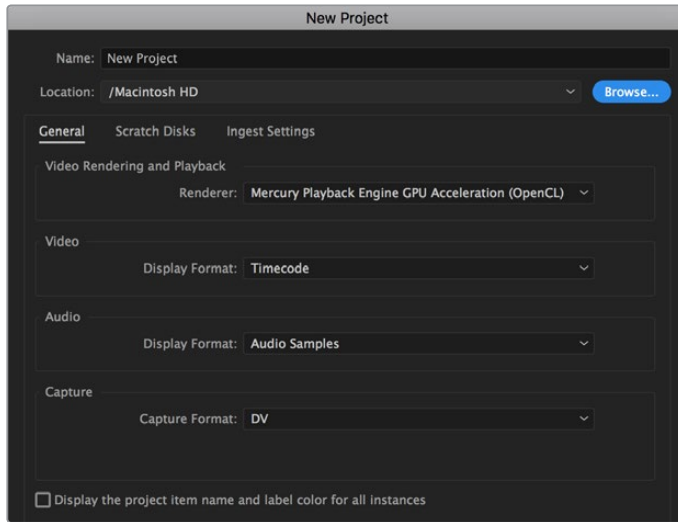 New Project
Name: New Project
Location: /Macintosh HD Browse...
General Scratch Disks Ingest Settings
Video Rendering and Playback
Renderer: Mercury Playback Engine GPU Acceleration (OpenCL)
Video
Display Format: Timecode
Audio
Display Format: Audio Samples
Capture
Capture Format: DV
Display the project item name and label color for all instances